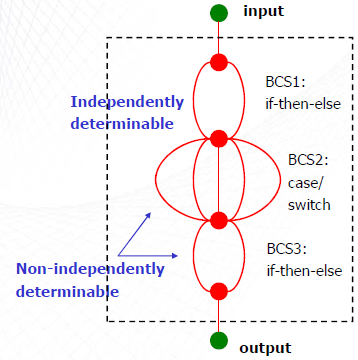 input
BCS1:
if-then-else
Independently
determinable
BCS2:
case/
switch
BCS3:
if-then-else
Non-independently
determinable
output